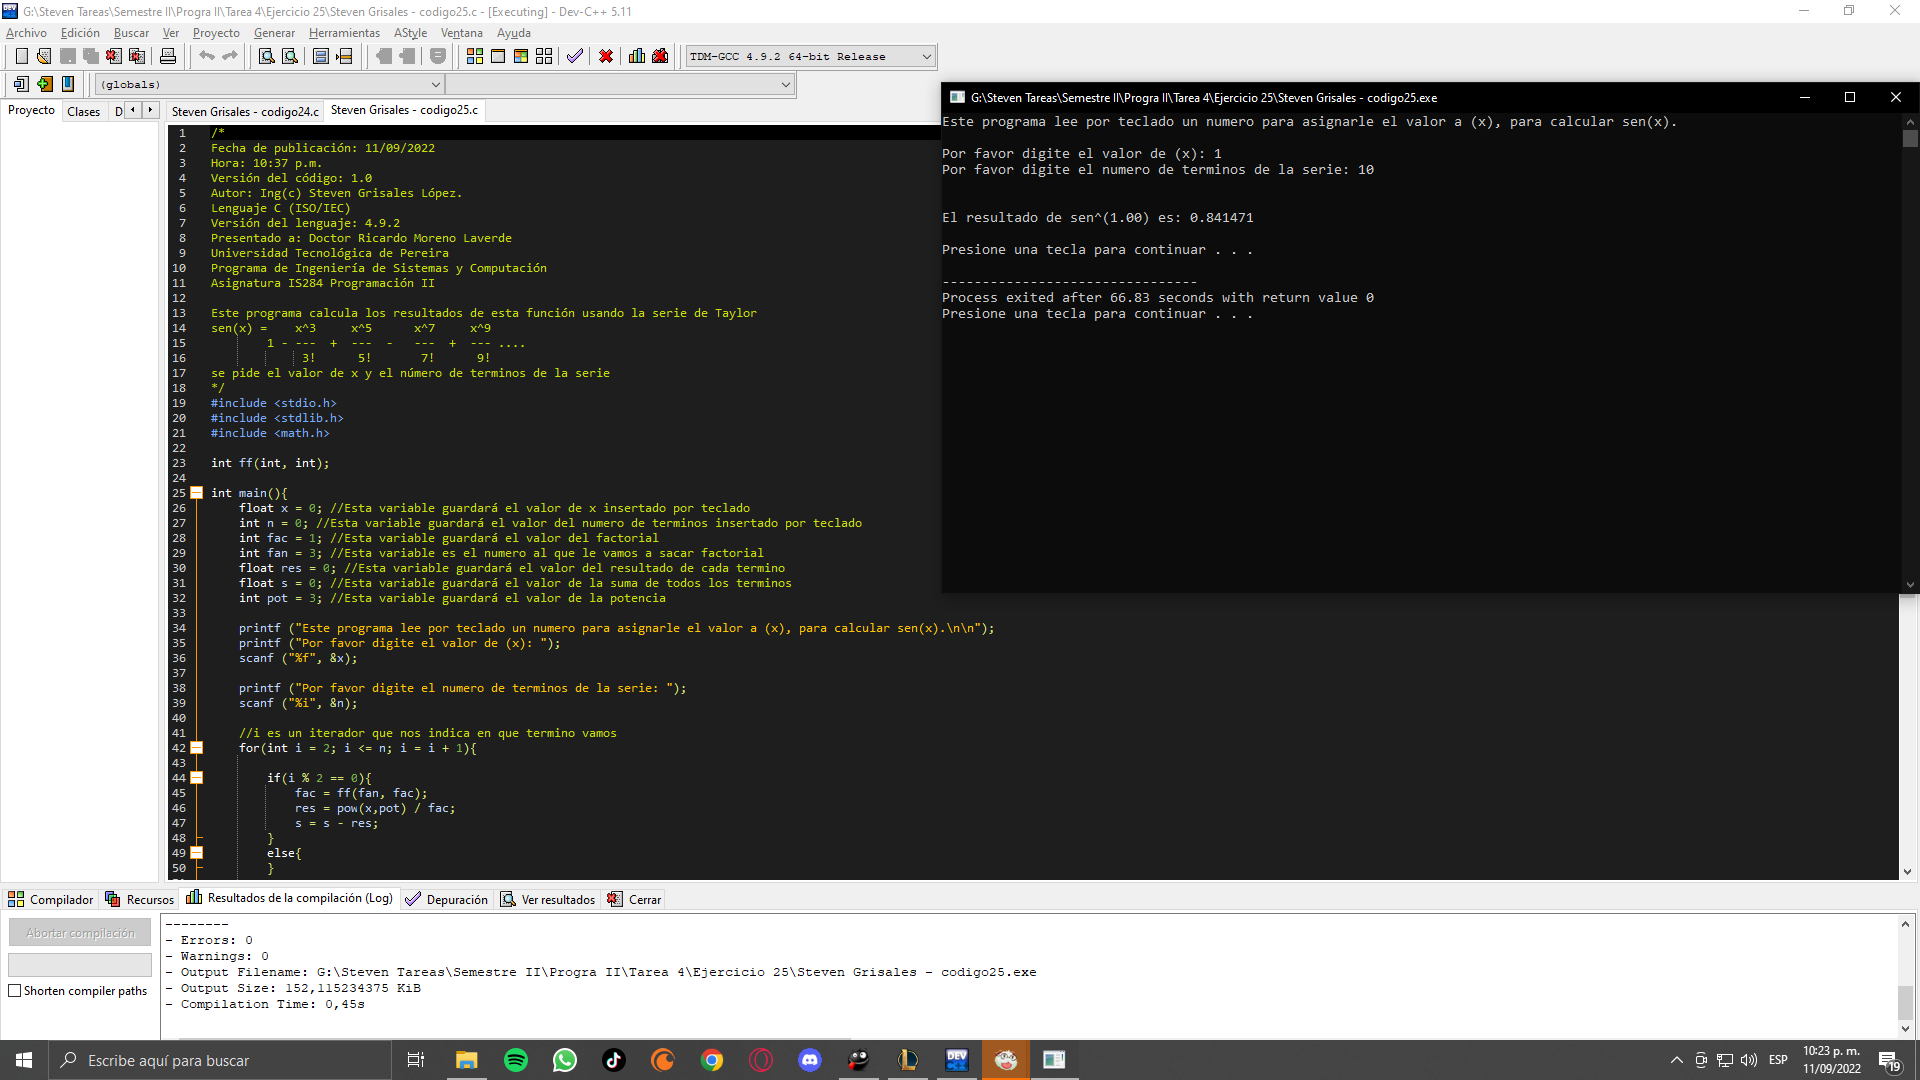 G:\Steven Tareas\Semestre II\Progra II\Tarea 4\Ejercicio 25\Steven Grisales - codigo25.c - [Executing] - Dev-C++ 5.11
Archivo Edición Buscar Ver Proyecto Generar Herramientas AStyle Ventana Ayuda
TDM-GCC 4.9.2 64-bit Release
(globals)
Proyecto Clases D
Steven Grisales - codigo24.c Steven Grisales - codigo25.c
1 /*
2 Fecha de publicación: 11/09/2022
3 Hora: 10:37 p.m.
4 Versión del código: 1.0
5 Autor: Ing(c) Steven Grisales López.
6 Lenguaje C (ISO/IEC)
7 Versión del lenguaje: 4.9.2
8 Presentado a: Doctor Ricardo Moreno Laverde
9 Universidad Tecnológica de Pereira
10 Programa de Ingeniería de Sistemas y Computación
11 Asignatura IS284 Programación II
12
13 Este programa calcula los resultados de esta función usando la serie de Taylor
14 sen(x) =    x^3     x^5      x^7     x^9
15         1 - ---  +  ---  -   ---  +  --- ....
16              3!      5!       7!      9!
17 se pide el valor de x y el número de terminos de la serie
18 */
19 #include <stdio.h>
20 #include <stdlib.h>
21 #include <math.h>
22
23 int ff(int, int);
24
25 int main(){
26     float x = 0; //Esta variable guardará el valor de x insertado por teclado
27     int n = 0; //Esta variable guardará el valor del numero de terminos insertado por teclado
28     int fac = 1; //Esta variable guardará el valor del factorial
29     int fan = 3; //Esta variable es el numero al que le vamos a sacar factorial
30     float res = 0; //Esta variable guardará el valor del resultado de cada termino
31     float s = 0; //Esta variable guardará el valor de la suma de todos los terminos
32     int pot = 3; //Esta variable guardará el valor de la potencia
33
34     printf ("Este programa lee por teclado un numero para asignarle el valor a (x), para calcular sen(x).\n\n");
35     printf ("Por favor digite el valor de (x): ");
36     scanf ("%f", &x);
37
38     printf ("Por favor digite el numero de terminos de la serie: ");
39     scanf ("%i", &n);
40
41     //i es un iterador que nos indica en que termino vamos
42     for(int i = 2; i <= n; i = i + 1){
43
44         if(i % 2 == 0){
45             fac = ff(fan, fac);
46             res = pow(x,pot) / fac;
47             s = s - res;
48         }
49         else{
50         }
G:\Steven Tareas\Semestre II\Progra II\Tarea 4\Ejercicio 25\Steven Grisales - codigo25.exe
Este programa lee por teclado un numero para asignarle el valor a (x), para calcular sen(x).
Por favor digite el valor de (x): 1
Por favor digite el numero de terminos de la serie: 10
El resultado de sen^(1.00) es: 0.841471
Presione una tecla para continuar . . .
--------------------------------
Process exited after 66.83 seconds with return value 0
Presione una tecla para continuar . . .
Compilador Recursos Resultados de la compilación (Log) Depuración Ver resultados Cerrar
Abortar compilación
Shorten compiler paths
--------
- Errors: 0
- Warnings: 0
- Output Filename: G:\Steven Tareas\Semestre II\Progra II\Tarea 4\Ejercicio 25\Steven Grisales - codigo25.exe
- Output Size: 152,115234375 KiB
- Compilation Time: 0,45s
Escribe aquí para buscar
DEV
ESP
10:23 p. m.
11/09/2022
19